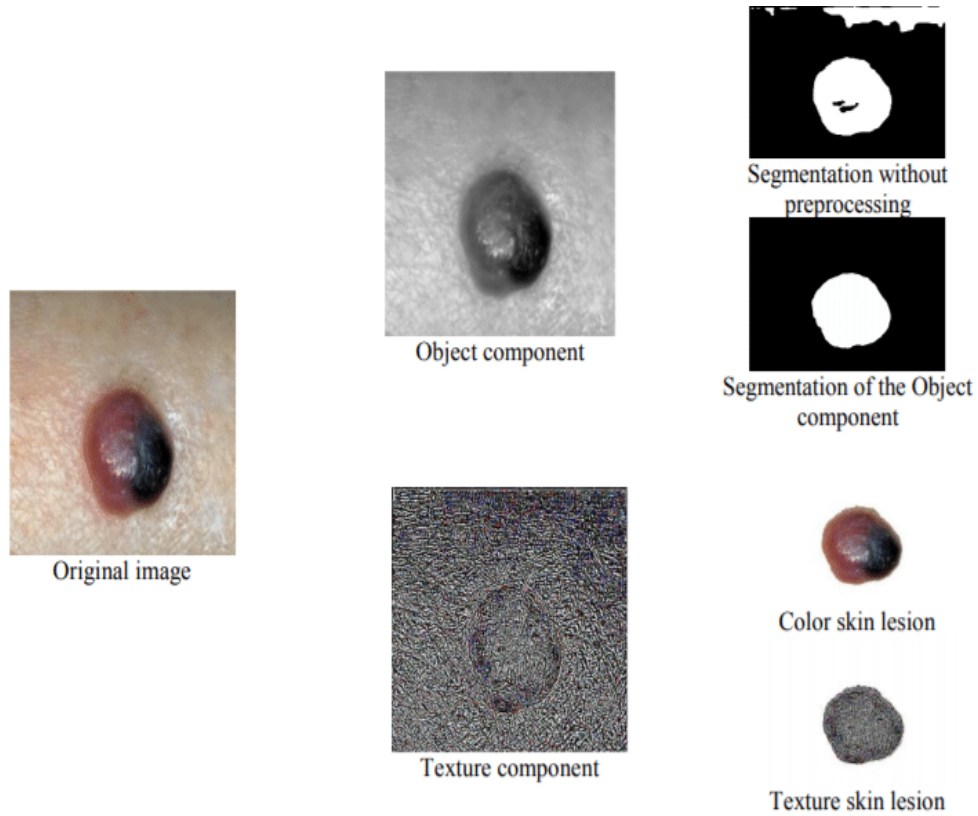 Original image
Object component
Texture component
Segmentation without
preprocessing
Segmentation of the Object
component
Color skin lesion
Texture skin lesion